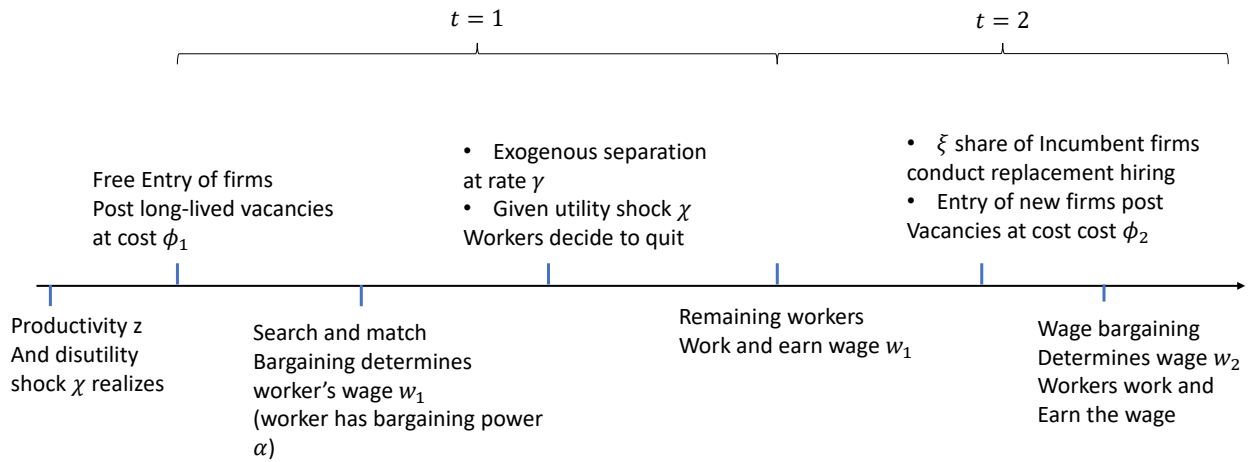 t = 1
t = 2
Free Entry of firms
Post long-lived vacancies
at cost ϕ₁
• Exogenous separation
at rate γ
• Given utility shock χ
Workers decide to quit
• ξ share of Incumbent firms
conduct replacement hiring
• Entry of new firms post
Vacancies at cost cost ϕ₂
Productivity z
And disutility
shock χ realizes
Search and match
Bargaining determines
worker's wage w₁
(worker has bargaining power
α)
Remaining workers
Work and earn wage w₁
Wage bargaining
Determines wage w₂
Workers work and
Earn the wage